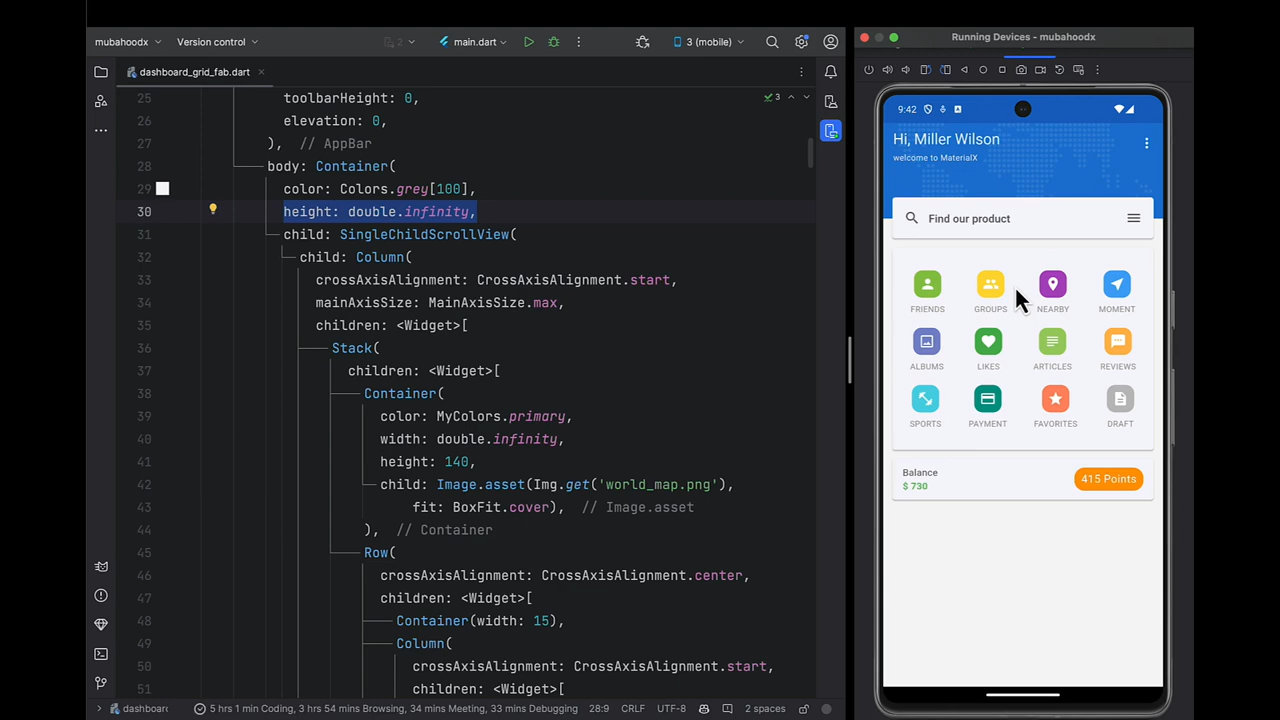 mubahoodx
Version control
2
main.dart
3 (mobile)
dashboard_grid_fab.dart
3
25 toolbarHeight: 0,
26 elevation: 0,
27 ), // AppBar
28 body: Container(
29 color: Colors.grey[100],
30 height: double.infinity,
31 child: SingleChildScrollView(
32 child: Column(
33 crossAxisAlignment: CrossAxisAlignment.start,
34 mainAxisSize: MainAxisSize.max,
35 children: <Widget>[
36 Stack(
37 children: <Widget>[
38 Container(
39 color: MyColors.primary,
40 width: double.infinity,
41 height: 140,
42 child: Image.asset(Img.get('world_map.png'),
43 fit: BoxFit.cover), // Image.asset
44 ), // Container
45 Row(
46 crossAxisAlignment: CrossAxisAlignment.center,
47 children: <Widget>[
48 Container(width: 15),
49 Column(
50 crossAxisAlignment: CrossAxisAlignment.start,
51 children: <Widget>[
dashboard
5 hrs 1 min Coding, 3 hrs 54 mins Browsing, 34 mins Meeting, 33 mins Debugging
28:9
CRLF
UTF-8
2 spaces
Running Devices - mubahoodx
9:42
A
Hi, Miller Wilson
welcome to MaterialX
Find our product
FRIENDS
GROUPS
NEARBY
MOMENT
ALBUMS
LIKES
ARTICLES
REVIEWS
SPORTS
PAYMENT
FAVORITES
DRAFT
Balance
$ 730
415 Points